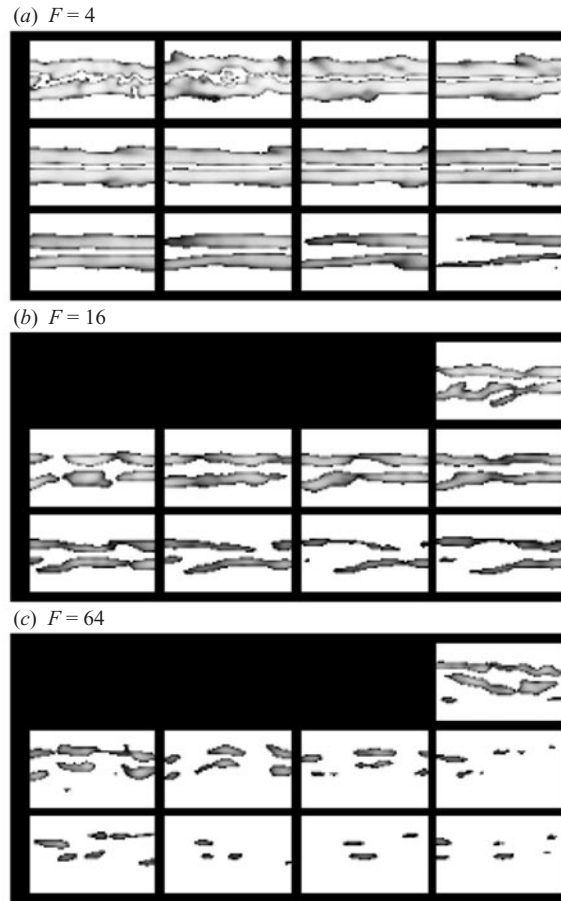 (a) F = 4
(b) F = 16
(c) F = 64